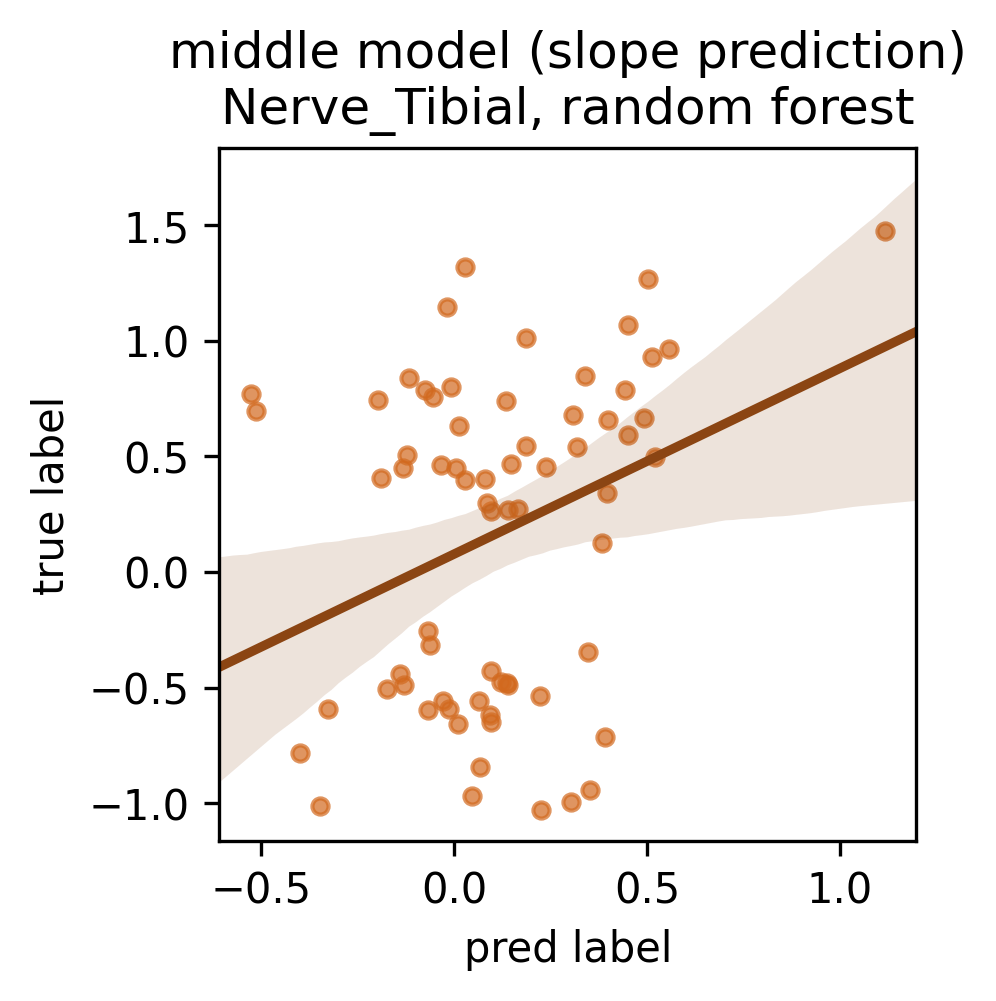 middle model (slope prediction)
Nerve_Tibial, random forest
1.5
1.0
0.5
0.0
−0.5
−1.0
true label
−0.5
0.0
0.5
1.0
pred label